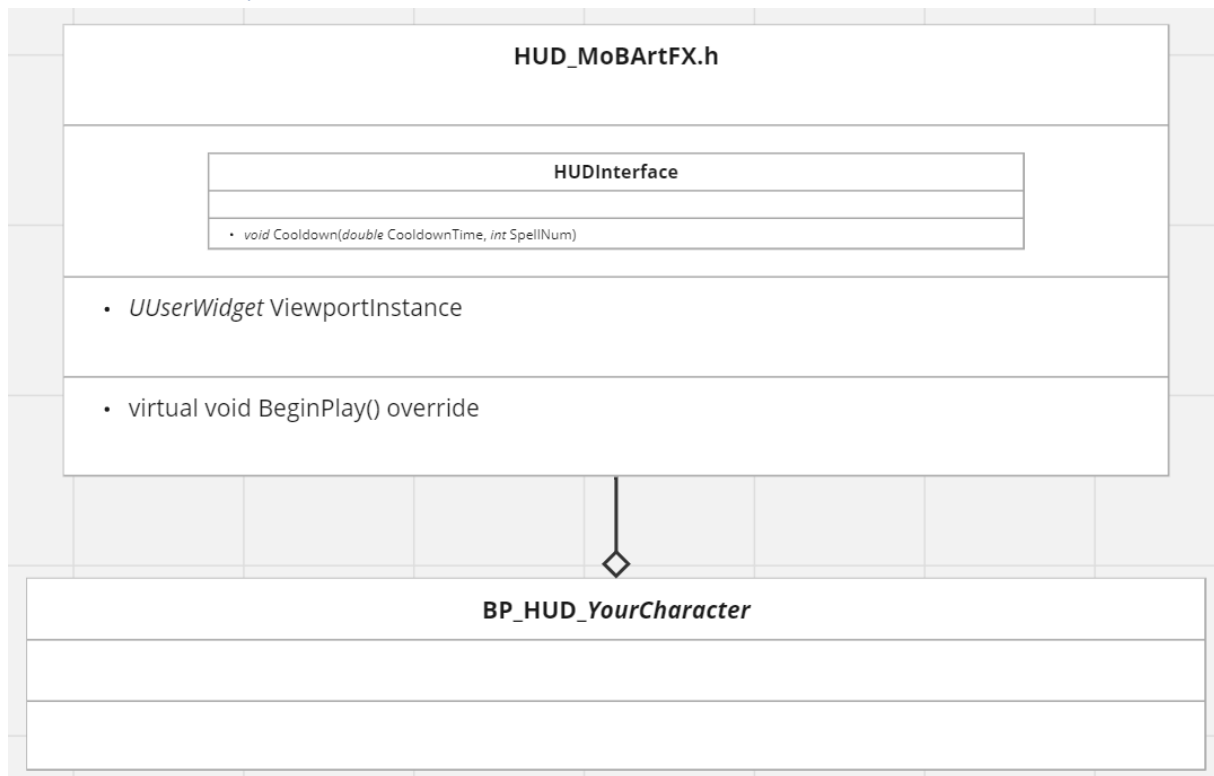 HUD_MoBArtFX.h
HUDInterface
• void Cooldown(double CooldownTime, int SpellNum)
• UUserWidget ViewportInstance
• virtual void BeginPlay() override
BP_HUD_YourCharacter